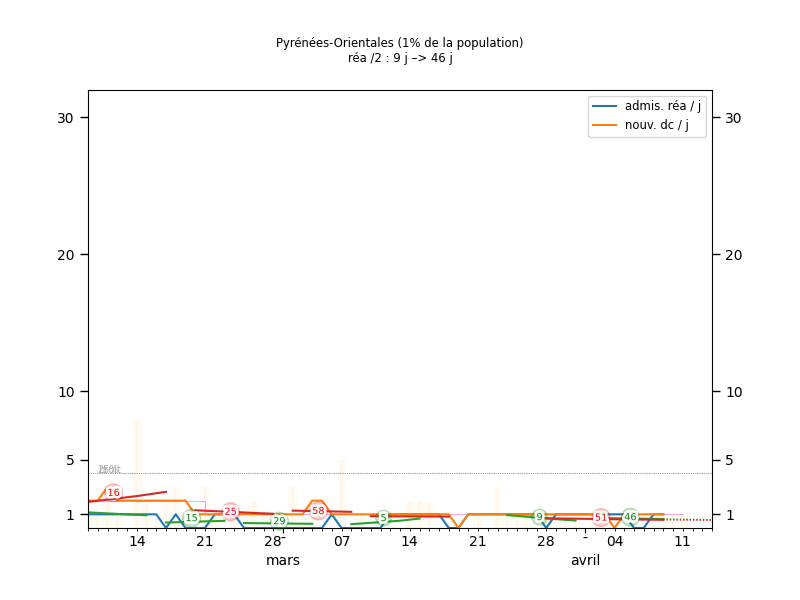 Pyrénées-Orientales (1% de la population)
réa /2 : 9 j –> 46 j
admis. réa / j
nouv. dc / j
30 30
20 20
10 10
5 5
1 1
16
15
25
29
58
5
9
51
46
14 21 28 - 07 14 21 28 - 04 11
mars avril